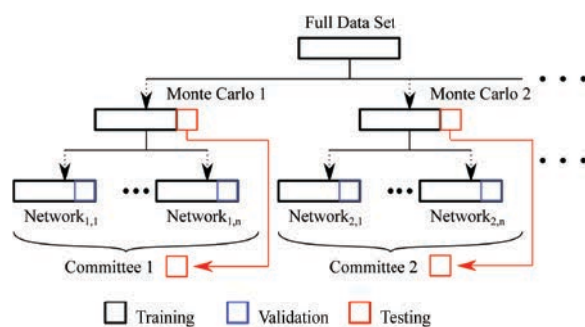 Full Data Set
Monte Carlo 1
Monte Carlo 2
Network1,1
Network1,n
Network2,1
Network2,n
Committee 1
Committee 2
Training
Validation
Testing